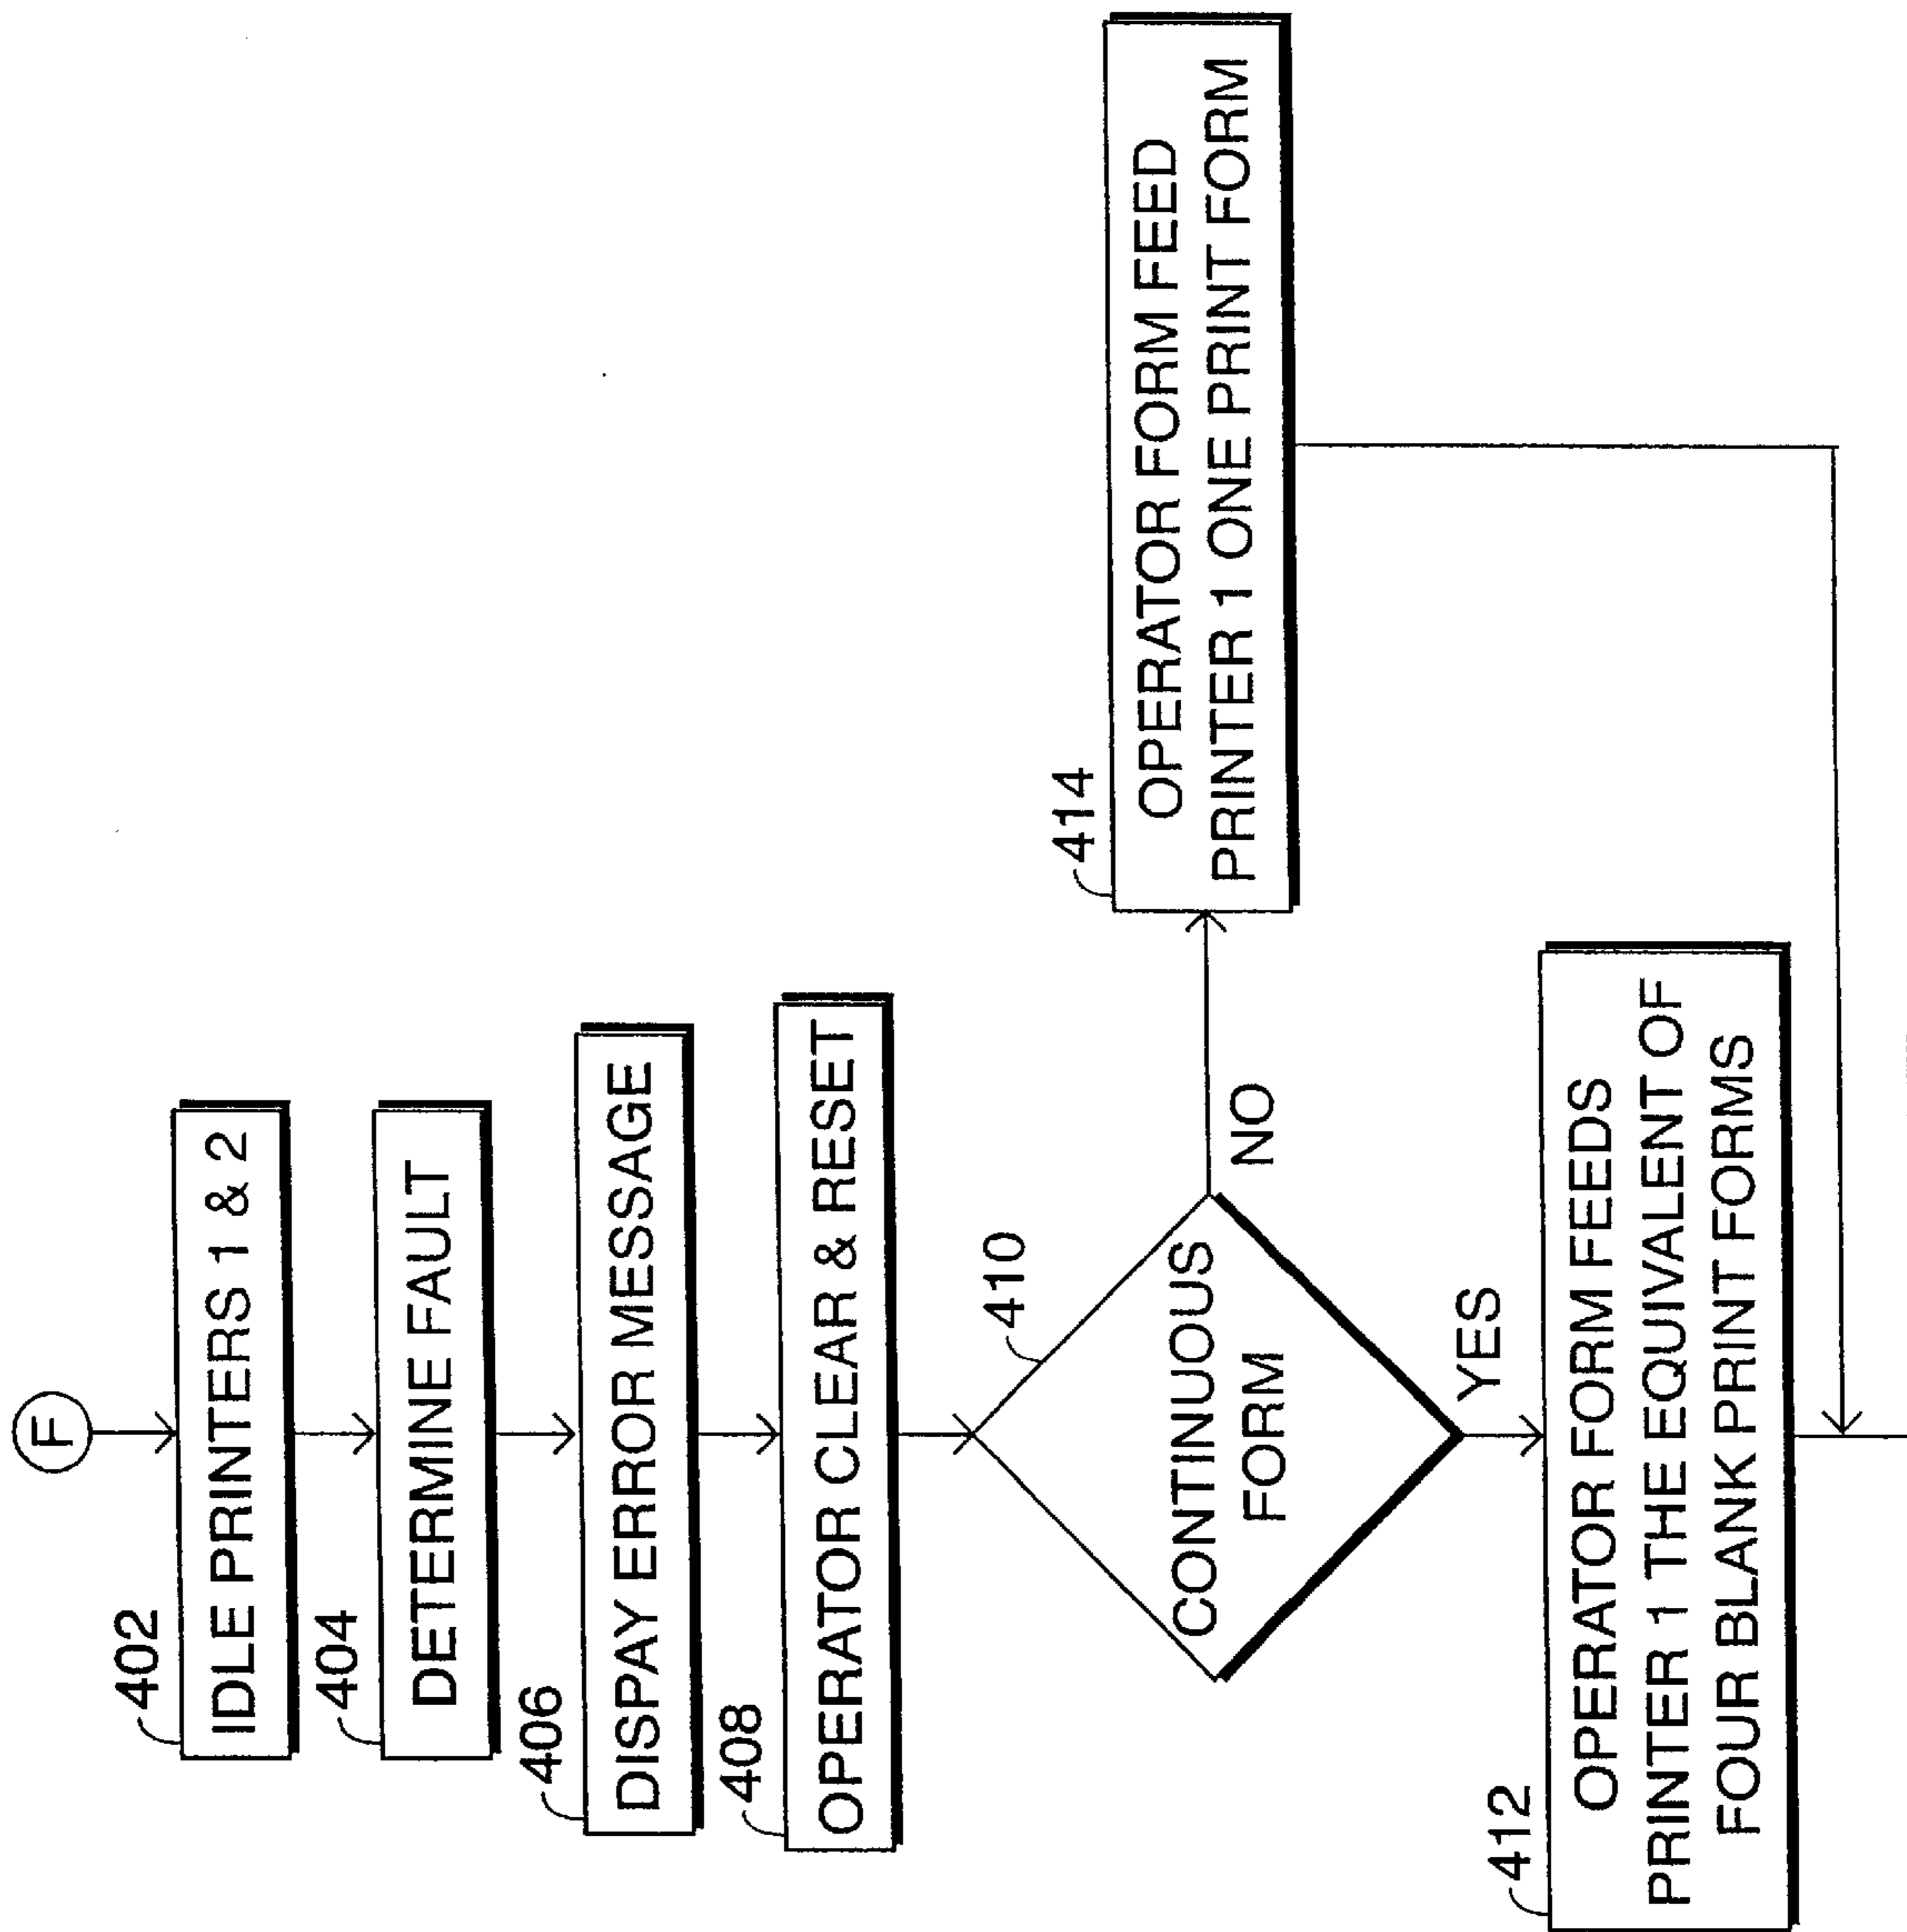 F
402
IDLE PRINTERS 1 & 2
404
DETERMINE FAULT
406
DISPAY ERROR MESSAGE
408
OPERATOR CLEAR & RESET
410
CONTINUOUS
FORM
NO
YES
414
OPERATOR FORM FEED
PRINTER 1 ONE PRINT FORM
412
OPERATOR FORM FEEDS
PRINTER 1 THE EQUIVALENT OF
FOUR BLANK PRINT FORMS